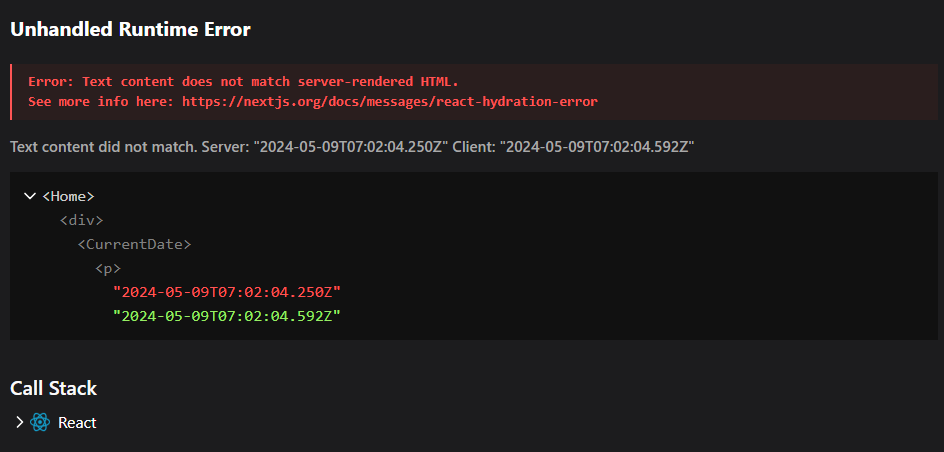 Unhandled Runtime Error
Error: Text content does not match server-rendered HTML.
See more info here: https://nextjs.org/docs/messages/react-hydration-error
Text content did not match. Server: "2024-05-09T07:02:04.250Z" Client: "2024-05-09T07:02:04.592Z"
<Home>
<div>
<CurrentDate>
<p>
"2024-05-09T07:02:04.250Z"
"2024-05-09T07:02:04.592Z"
Call Stack
React